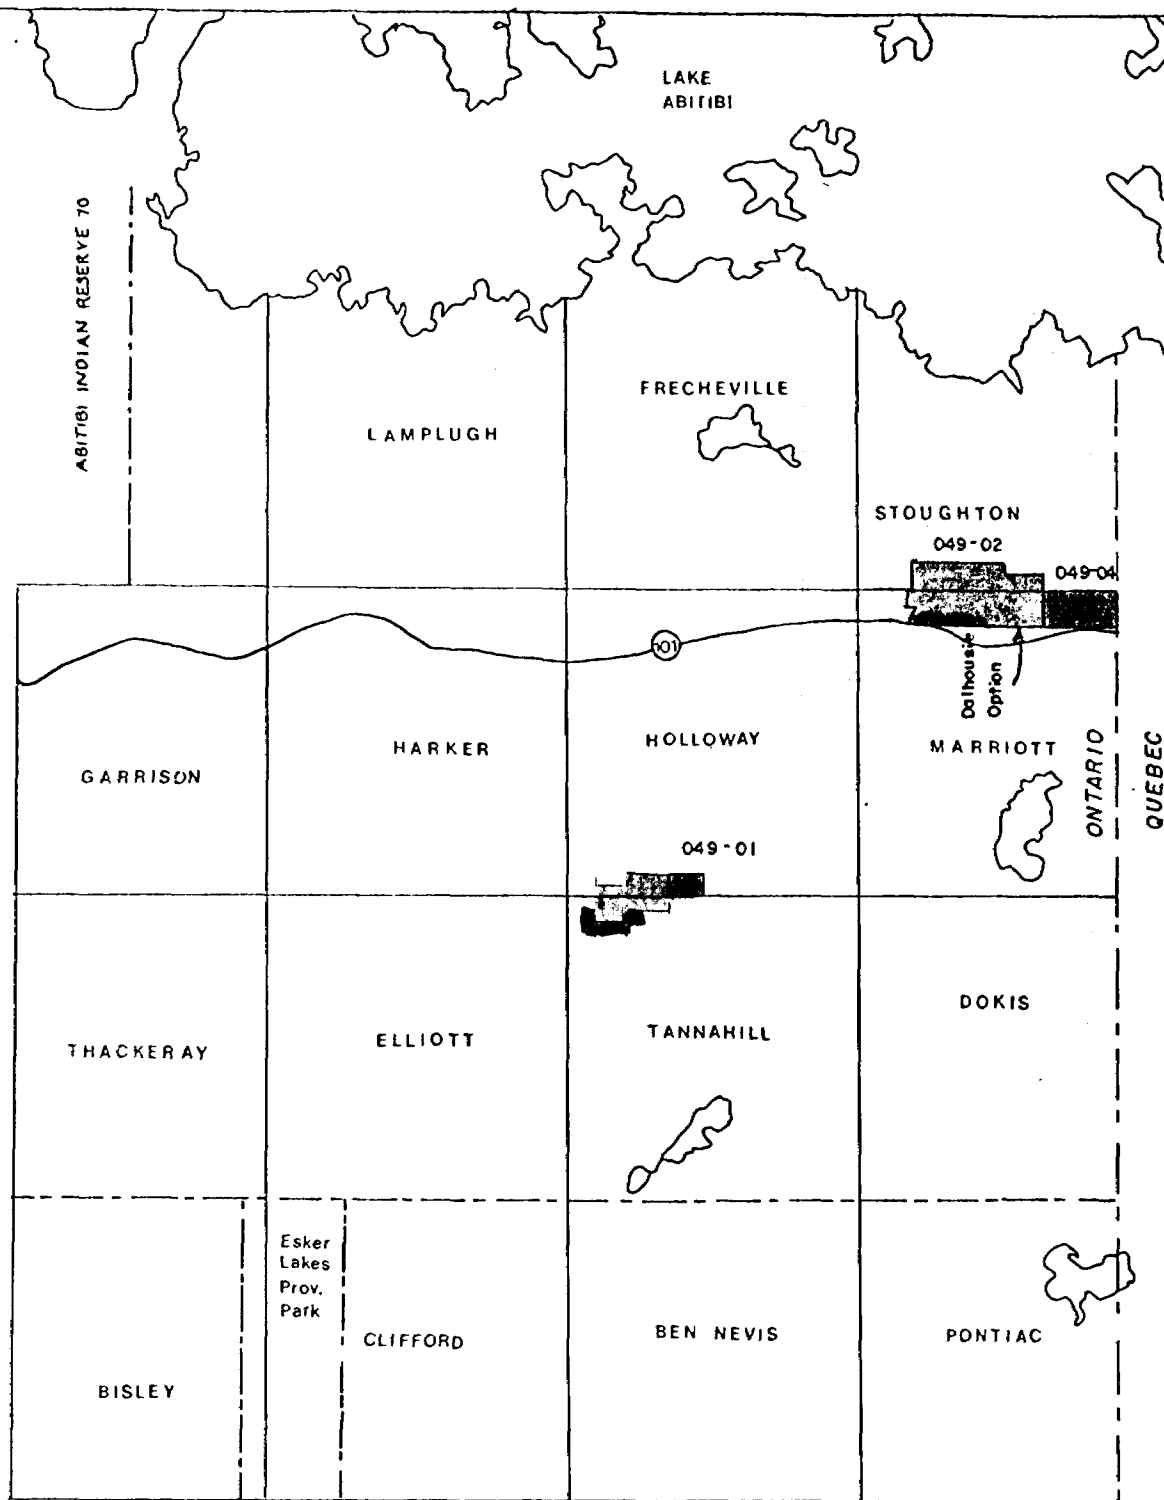 LAKE
ABITIBI
ABITIBI INDIAN RESERVE 70
FRECHEVILLE
LAMPLUGH
STOUGHTON
049-02
049-04
101
Dalhousie
Option
HOLLOWAY
HARKER
MARRIOTT
GARRISON
ONTARIO
QUEBEC
049-01
DOKIS
TANNAHILL
ELLIOTT
THACKERAY
Esker
Lakes
Prov.
Park
CLIFFORD
BEN NEVIS
PONTIAC
BISLEY